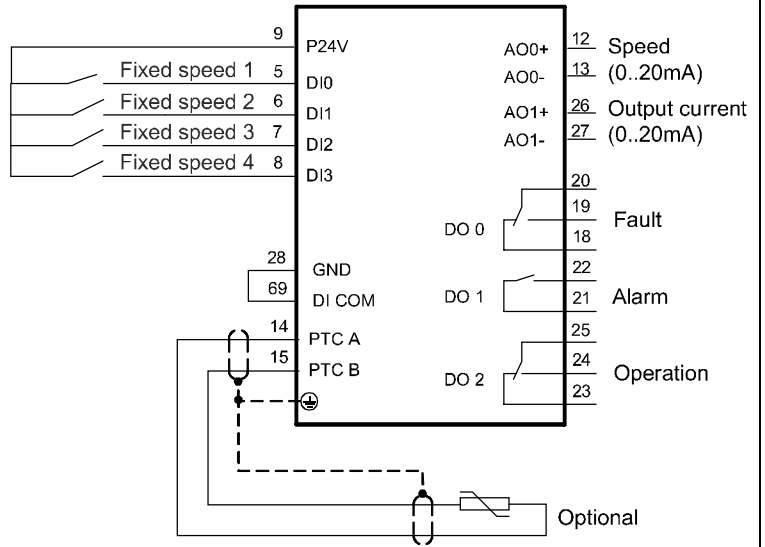 9 P24V
Fixed speed 1 5 DI0
Fixed speed 2 6 DI1
Fixed speed 3 7 DI2
Fixed speed 4 8 DI3
28 GND
69 DI COM
14 PTC A
15 PTC B
AO0+ 12 Speed
AO0- 13 (0..20mA)
AO1+ 26 Output current
AO1- 27 (0..20mA)
20
DO 0 19 Fault
18
22
DO 1 21 Alarm
25
DO 2 24 Operation
23
Optional